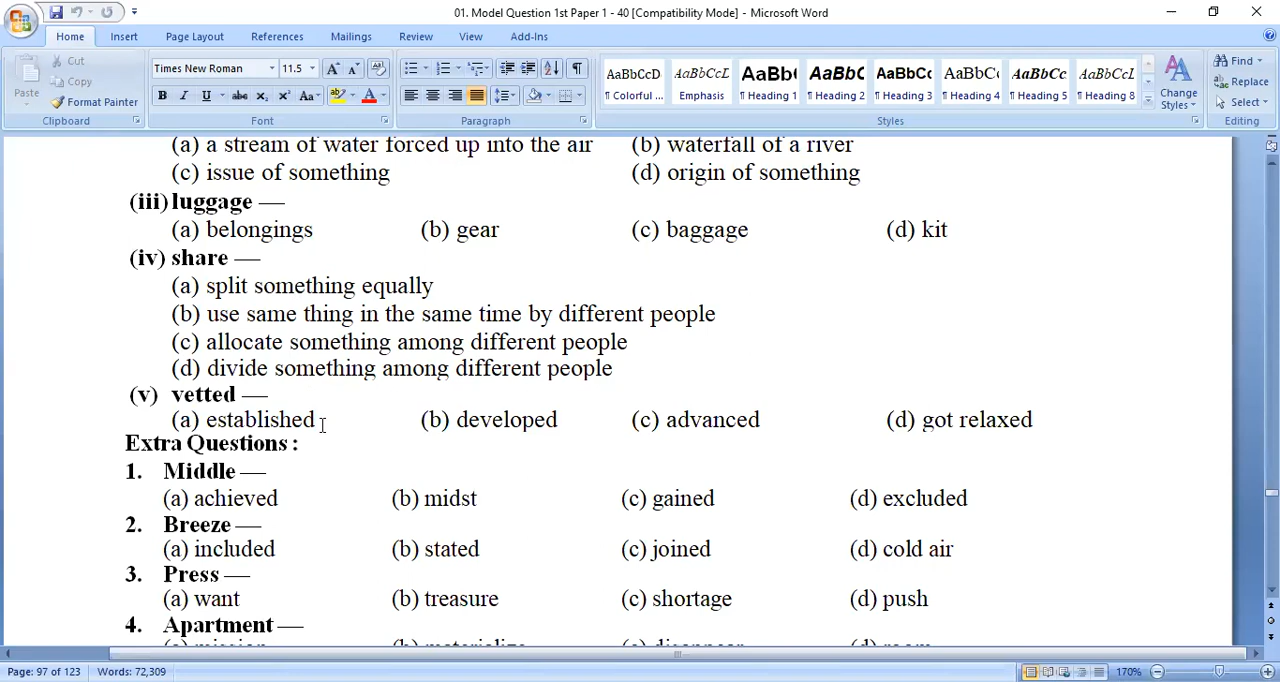 01. Model Question 1st Paper 1 - 40 [Compatibility Mode] - Microsoft Word
Home Insert Page Layout References Mailings Review View Add-Ins
Cut
Copy
Paste
Format Painter
Clipboard
Times New Roman 11.5
Font
Paragraph
AaBbCcD AaBbCcL AaBb( AaBbC AaBbCc AaBbC( AaBbCc AaBbCcL
¶ Colorful ... Emphasis ¶ Heading 1 ¶ Heading 2 ¶ Heading 3 ¶ Heading 4 ¶ Heading 5 ¶ Heading 8
Styles
Change Styles
Find
Replace
Select
Editing
(a) a stream of water forced up into the air (b) waterfall of a river
(c) issue of something (d) origin of something
(iii) luggage —
(a) belongings (b) gear (c) baggage (d) kit
(iv) share —
(a) split something equally
(b) use same thing in the same time by different people
(c) allocate something among different people
(d) divide something among different people
(v) vetted —
(a) established (b) developed (c) advanced (d) got relaxed
Extra Questions :
1. Middle —
(a) achieved (b) midst (c) gained (d) excluded
2. Breeze —
(a) included (b) stated (c) joined (d) cold air
3. Press —
(a) want (b) treasure (c) shortage (d) push
4. Apartment —
(a) mission (b) materialize (c) disappear (d) room
Page: 97 of 123 Words: 72,309 170%